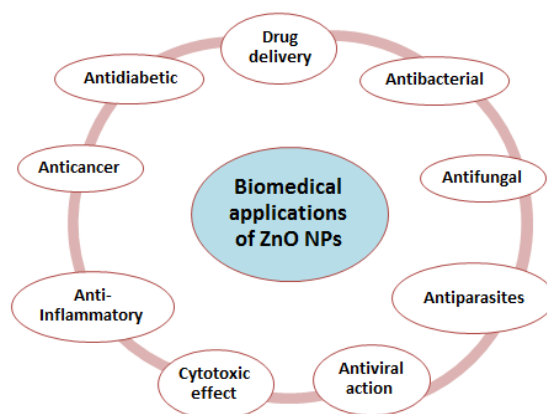 Drug
delivery
Antibacterial
Antifungal
Antiparasites
Antiviral
action
Cytotoxic
effect
Anti-
Inflammatory
Anticancer
Antidiabetic
Biomedical
applications
of ZnO NPs